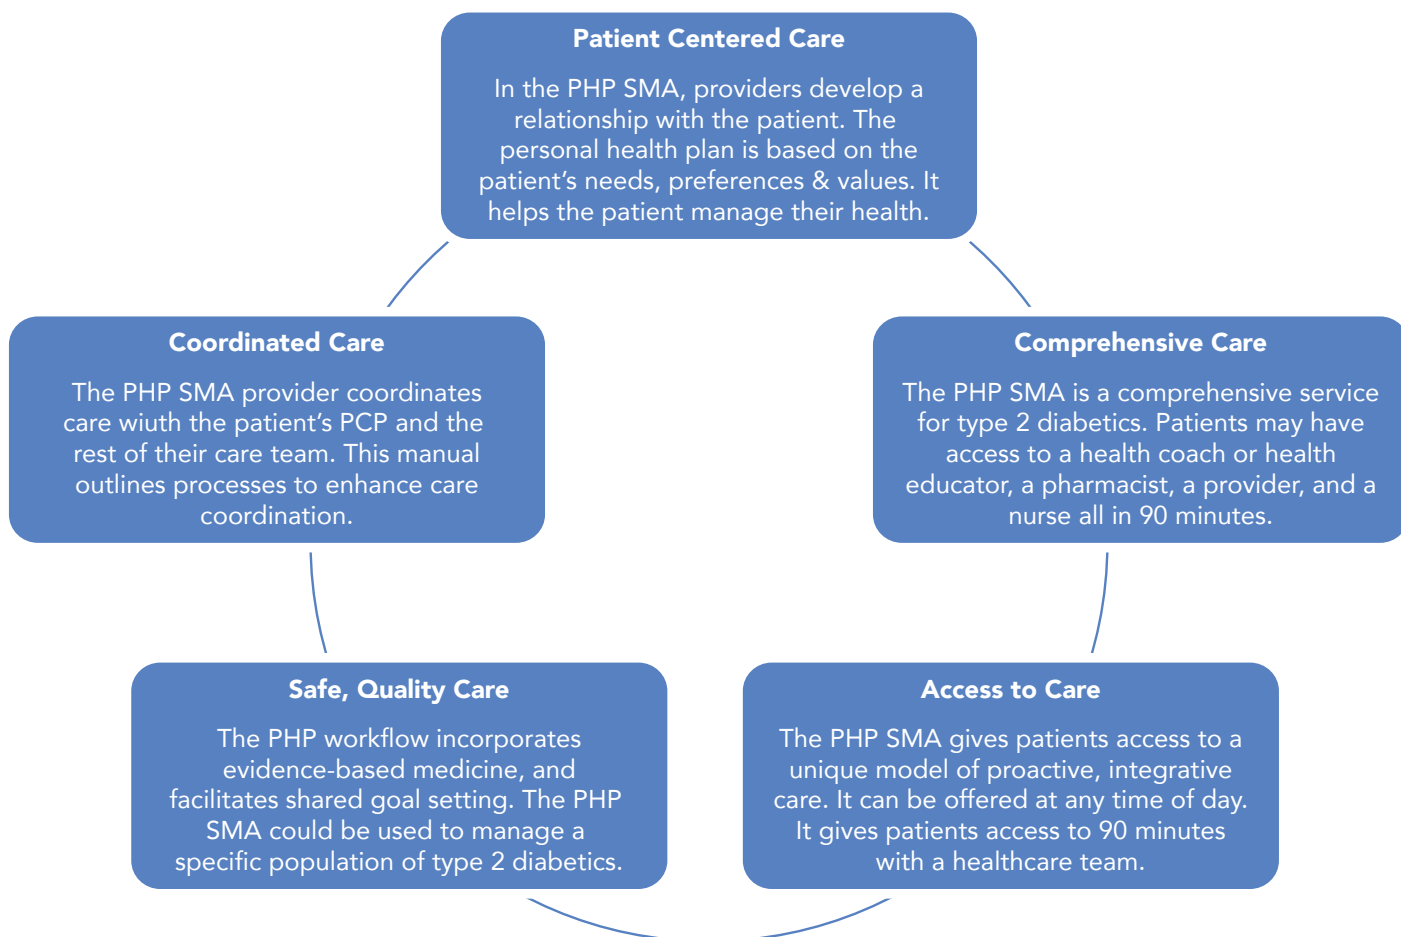 Patient Centered Care
In the PHP SMA, providers develop a
relationship with the patient. The
personal health plan is based on the
patient’s needs, preferences & values. It
helps the patient manage their health.
Coordinated Care
The PHP SMA provider coordinates
care wiuth the patient’s PCP and the
rest of their care team. This manual
outlines processes to enhance care
coordination.
Comprehensive Care
The PHP SMA is a comprehensive service
for type 2 diabetics. Patients may have
access to a health coach or health
educator, a pharmacist, a provider, and a
nurse all in 90 minutes.
Safe, Quality Care
The PHP workflow incorporates
evidence-based medicine, and
facilitates shared goal setting. The PHP
SMA could be used to manage a
specific population of type 2 diabetics.
Access to Care
The PHP SMA gives patients access to a
unique model of proactive, integrative
care. It can be offered at any time of day.
It gives patients access to 90 minutes
with a healthcare team.